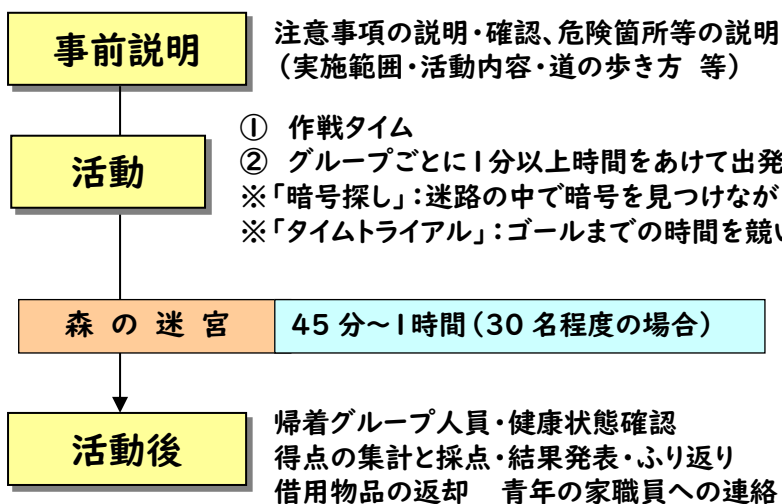 事前説明
注意事項の説明・確認、危険箇所等の説明
（実施範囲・活動内容・道の歩き方 等）
活動
① 作戦タイム
② グループごとに1分以上時間をあけて出発
※「暗号探し」：迷路の中で暗号を見つけなが
※「タイムトライアル」：ゴールまでの時間を競い
森 の 迷 宮
45 分～1時間（30 名程度の場合）
活動後
帰着グループ人員・健康状態確認
得点の集計と採点・結果発表・ふり返り
借用物品の返却　青年の家職員への連絡